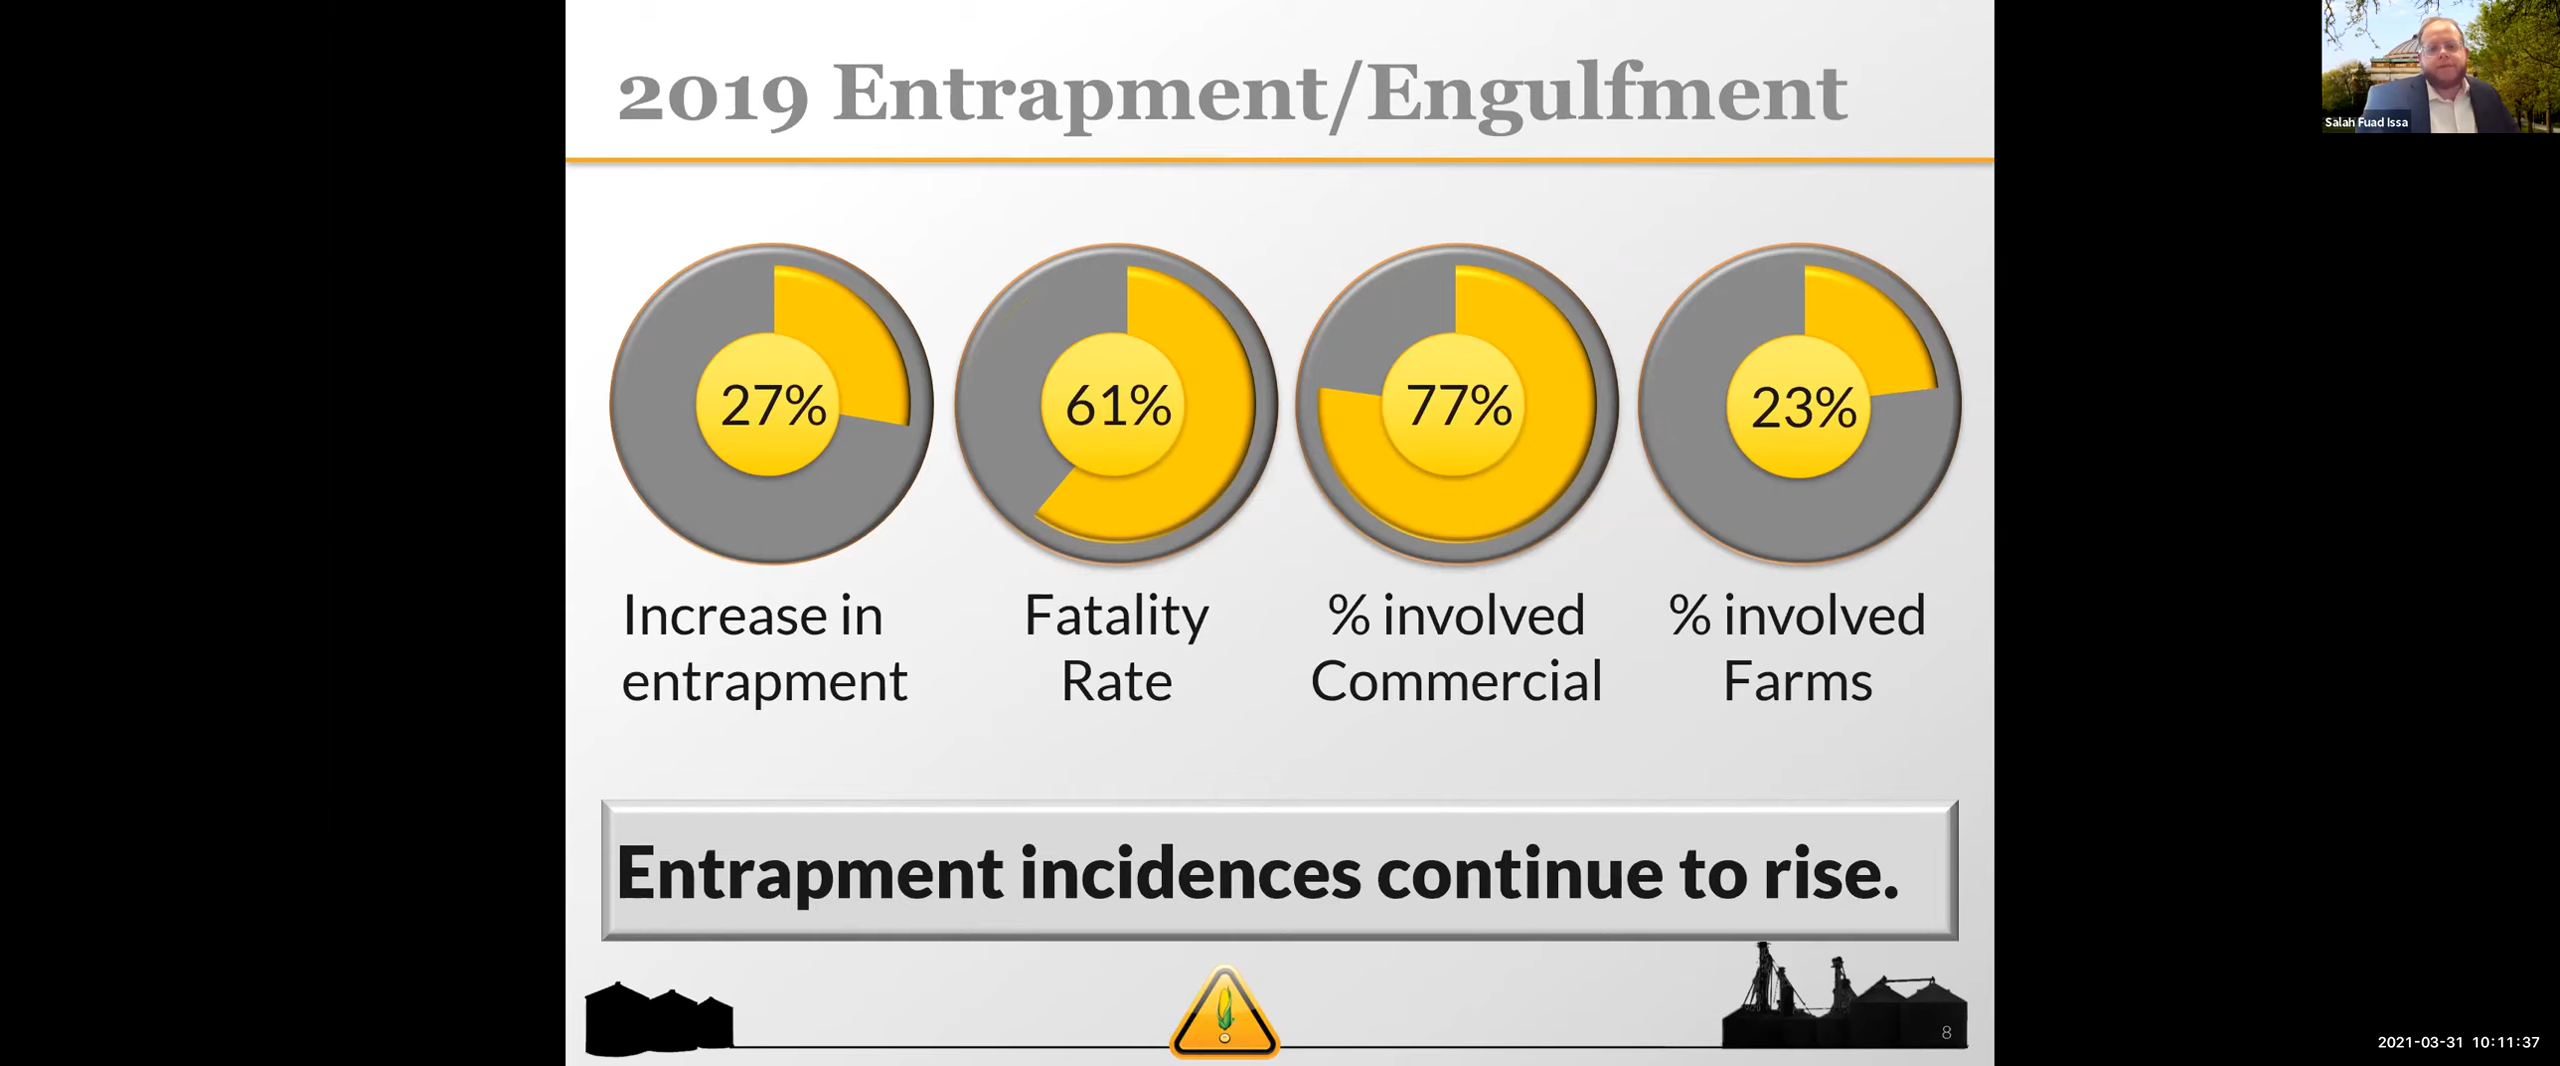 2019 Entrapment/Engulfment
Salah Fuad Issa
27%
61%
77%
23%
Increase in
entrapment
Fatality
Rate
% involved
Commercial
% involved
Farms
Entrapment incidences continue to rise.
8
2021-03-31 10:11:37